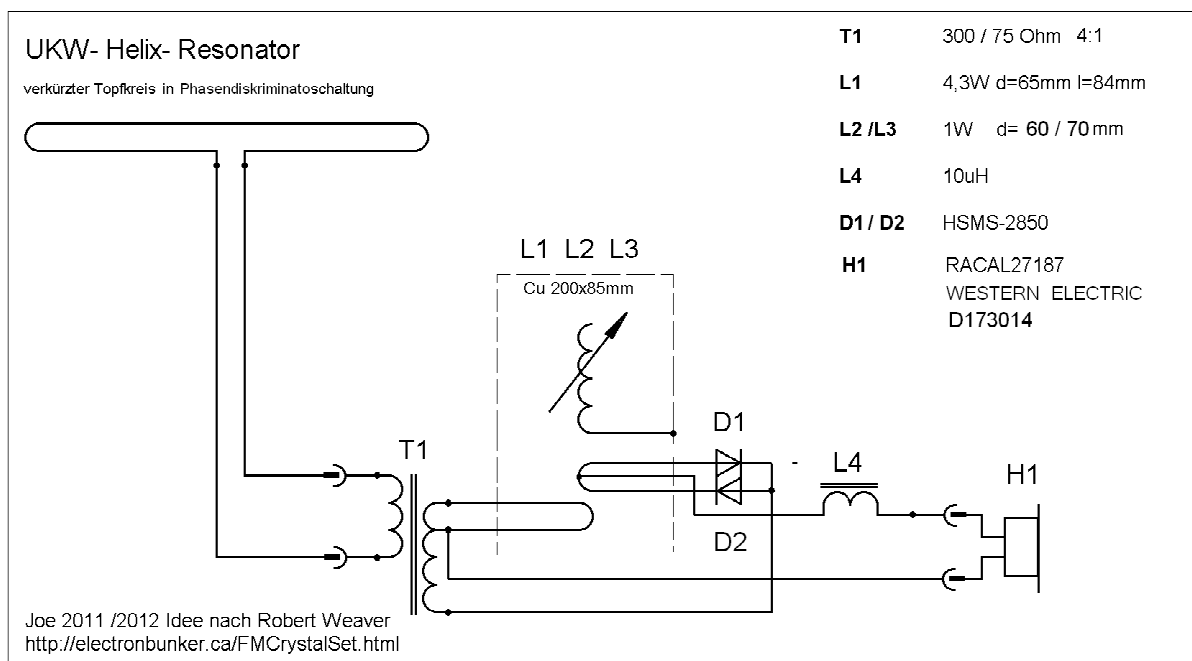 UKW- Helix- Resonator
verkürzter Topfkreis in Phasendiskriminatoschaltung
T1 300 / 75 Ohm 4:1
L1 4,3W d=65mm l=84mm
L2 /L3 1W d= 60 / 70 mm
L4 10uH
D1 / D2 HSMS-2850
H1 RACAL27187
WESTERN ELECTRIC
D173014
L1 L2 L3
Cu 200x85mm
D1
T1
- L4
H1
D2
Joe 2011 /2012 Idee nach Robert Weaver
http://electronbunker.ca/FMCrystalSet.html